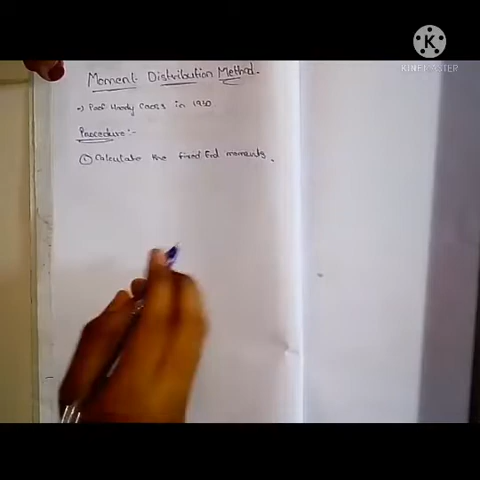 Moment Distribution Method.
→) Prof Hardy Cross in 1930
Procedure :-
① Calculate the fixed End moments.
K
KINEMASTER